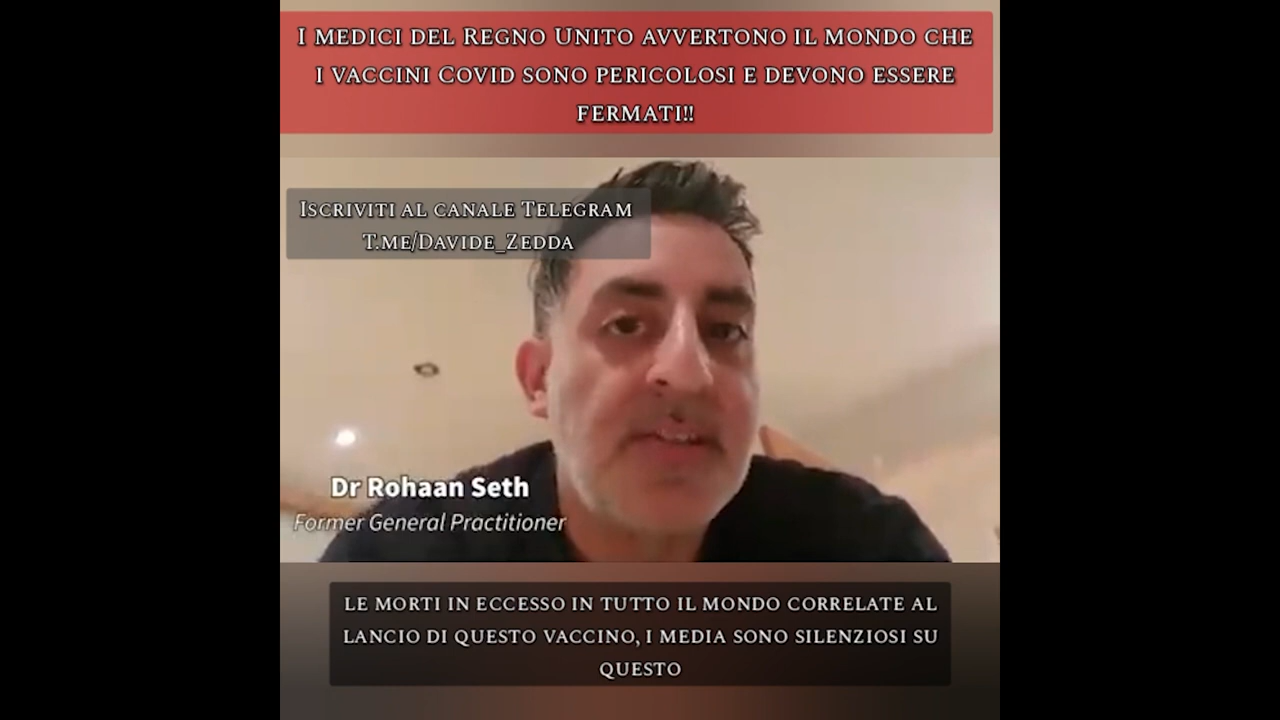 I MEDICI DEL REGNO UNITO AVVERTONO IL MONDO CHE
I VACCINI COVID SONO PERICOLOSI E DEVONO ESSERE
FERMATI!!
ISCRIVITI AL CANALE TELEGRAM
T.ME/DAVIDE_ZEDDA
Dr Rohaan Seth
Former General Practitioner
LE MORTI IN ECCESSO IN TUTTO IL MONDO CORRELATE AL
LANCIO DI QUESTO VACCINO, I MEDIA SONO SILENZIOSI SU
QUESTO